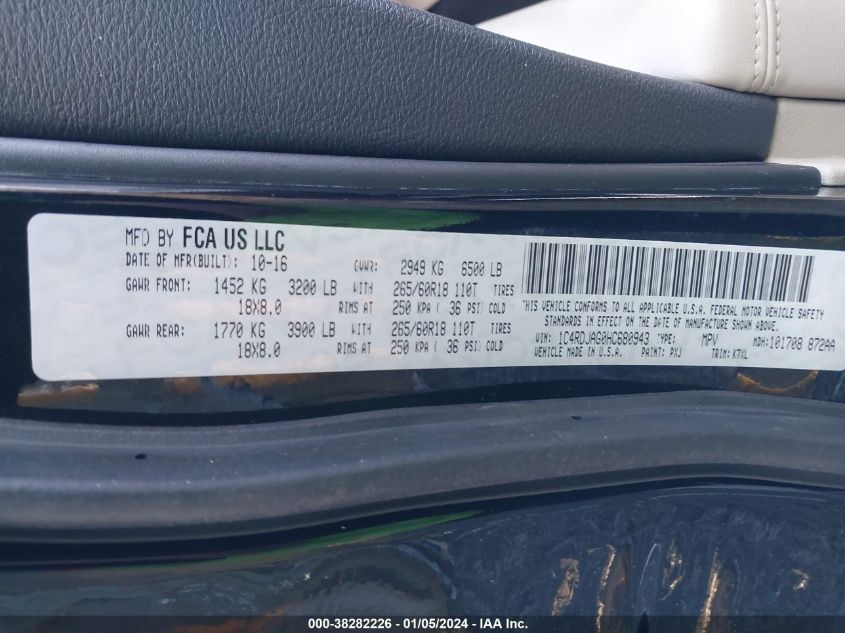 MFD BY FCA US LLC
DATE OF MFR(BUILT): 10-16 GVWR: 2949 KG 6500 LB
GAWR FRONT: 1452 KG 3200 LB WITH 265/60R18 110T TIRES
18X8.0 RIMS AT 250 KPA ( 36 PSI) COLD
GAWR REAR: 1770 KG 3900 LB WITH 265/60R18 110T TIRES
18X8.0 RIMS AT 250 KPA ( 36 PSI) COLD
THIS VEHICLE CONFORMS TO ALL APPLICABLE U.S.A. FEDERAL MOTOR VEHICLE SAFETY
STANDARDS IN EFFECT ON THE DATE OF MANUFACTURE SHOWN ABOVE.
VIN: 1C4RDJAG0HC680943 TYPE: MPV MDH:101708 872AA
VEHICLE MADE IN U.S.A. PAINT: PXJ TRIM: K7XL
000-38282226 - 01/05/2024 - IAA Inc.